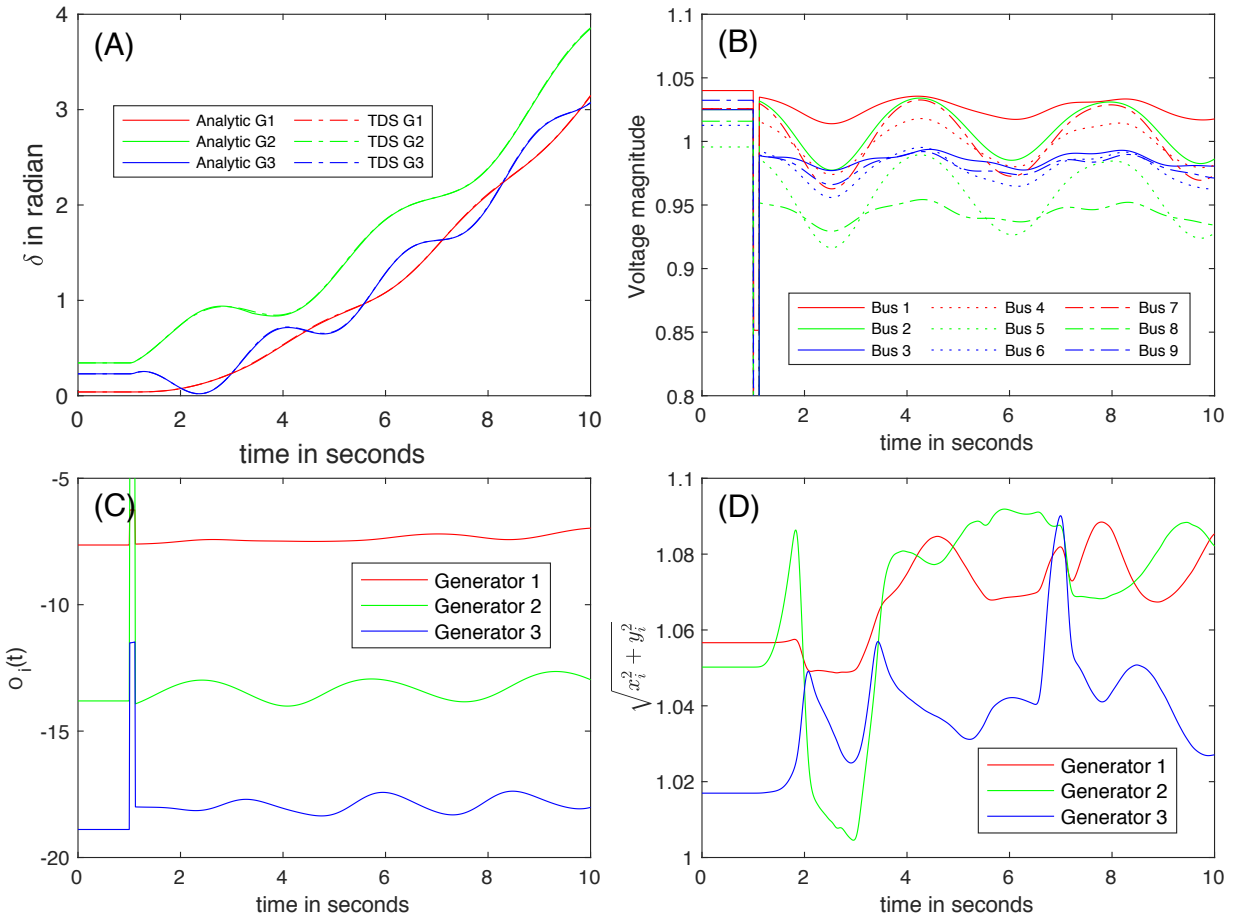 (A)
4
3
2
1
0
δ in radian
Analytic G1
Analytic G2
Analytic G3
TDS G1
TDS G2
TDS G3
0 2 4 6 8 10
time in seconds
(B)
1.1
1.05
1
0.95
0.9
0.85
0.8
Voltage magnitude
Bus 1 Bus 4 Bus 7
Bus 2 Bus 5 Bus 8
Bus 3 Bus 6 Bus 9
0 2 4 6 8 10
time in seconds
(C)
-5
-10
-15
-20
o_i(t)
Generator 1
Generator 2
Generator 3
0 2 4 6 8 10
time in seconds
(D)
1.1
1.08
1.06
1.04
1.02
1
√(x_i^2 + y_i^2)
Generator 1
Generator 2
Generator 3
0 2 4 6 8 10
time in seconds